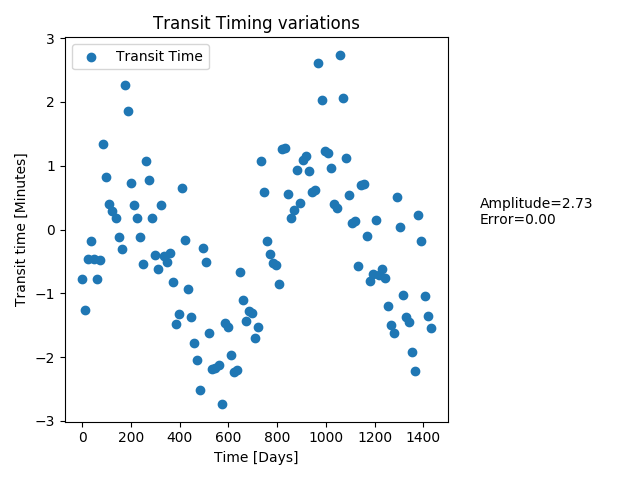 Transit Timing variations
Transit Time
Transit time [Minutes]
3
2
1
0
−1
−2
−3
0 200 400 600 800 1000 1200 1400
Time [Days]
Amplitude=2.73
Error=0.00